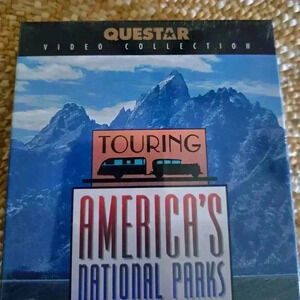 QUESTAR
VIDEO COLLECTION
TOURING
AMERICA'S
NATIONAL PARKS